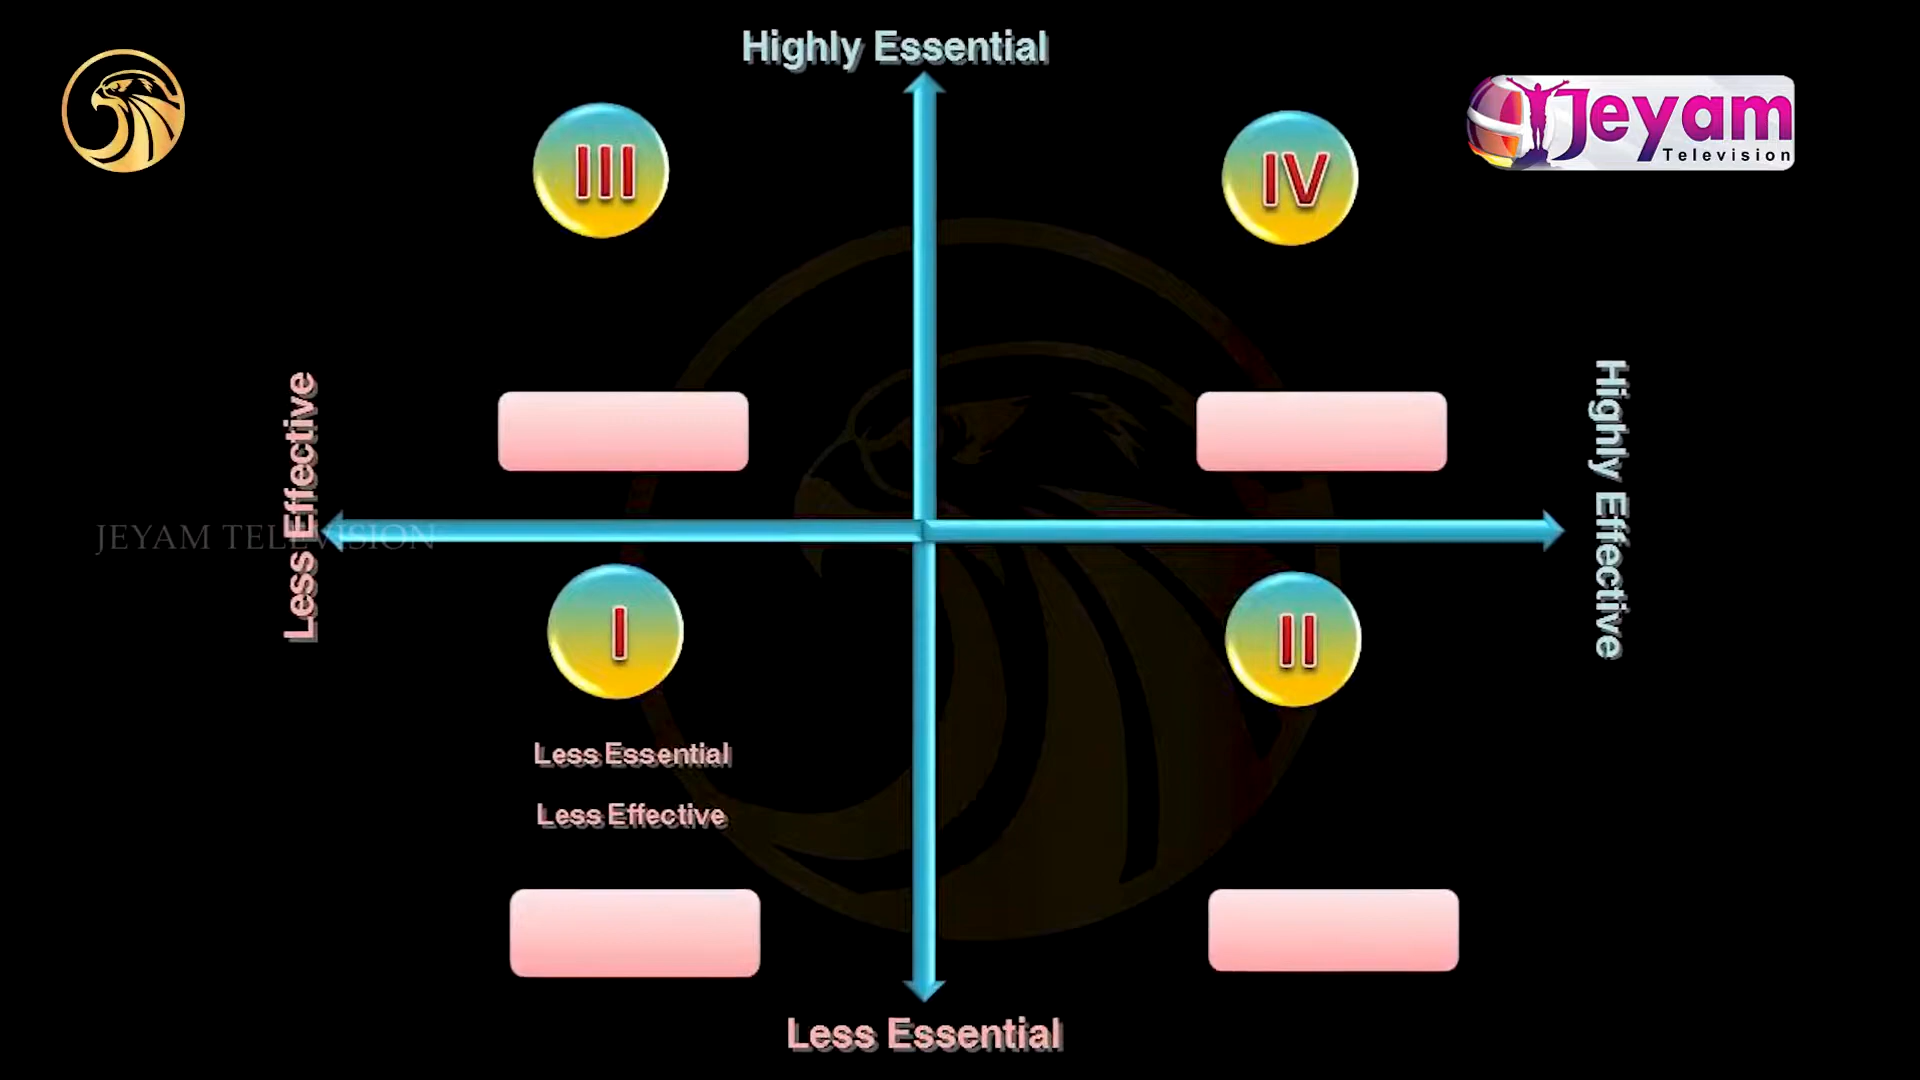 Highly Essential
Jeyam
Television
III
IV
Less Effective
Highly Effective
JEYAM TELEVISION
I
II
Less Essential
Less Effective
Less Essential